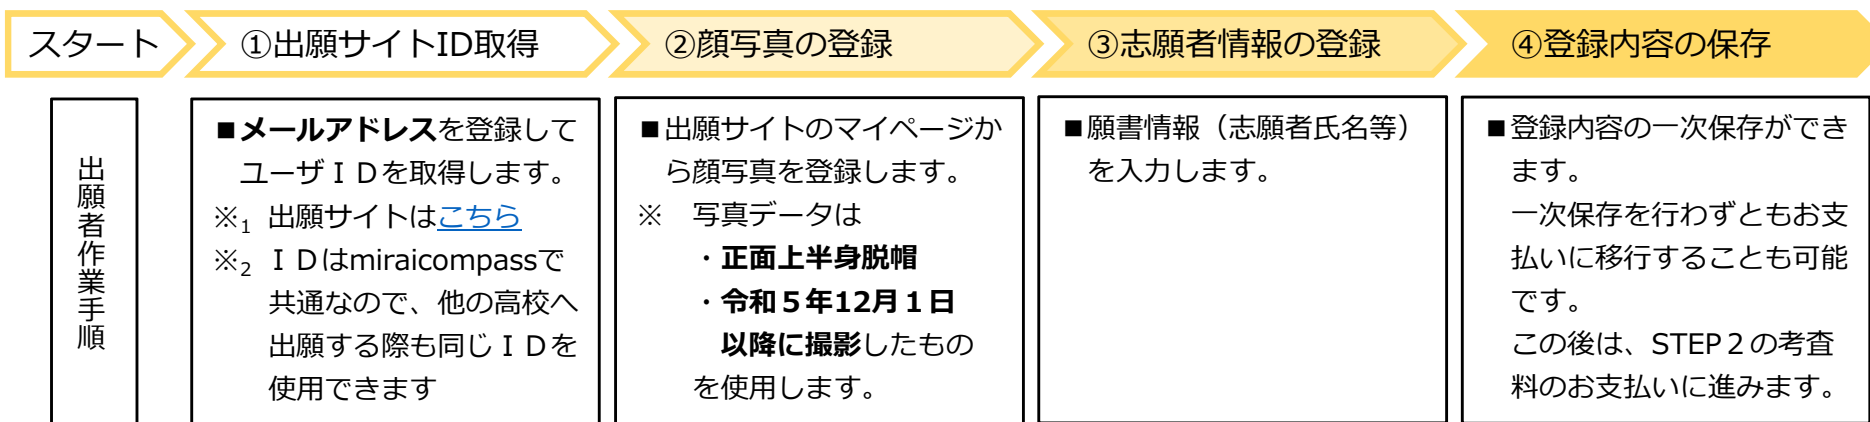 スタート
①出願サイトID取得
②顔写真の登録
③志願者情報の登録
④登録内容の保存
出願者作業手順
■メールアドレスを登録して
ユーザＩＤを取得します。
※1 出願サイトはこちら
※2 ＩＤはmiraicompassで
共通なので、他の高校へ
出願する際も同じＩＤを
使用できます
■出願サイトのマイページか
ら顔写真を登録します。
※　写真データは
・正面上半身脱帽
・令和５年12月１日
以降に撮影したもの
を使用します。
■願書情報（志願者氏名等）
を入力します。
■登録内容の一次保存ができ
ます。
一次保存を行わずともお支
払いに移行することも可能
です。
この後は、STEP２の考査
料のお支払いに進みます。